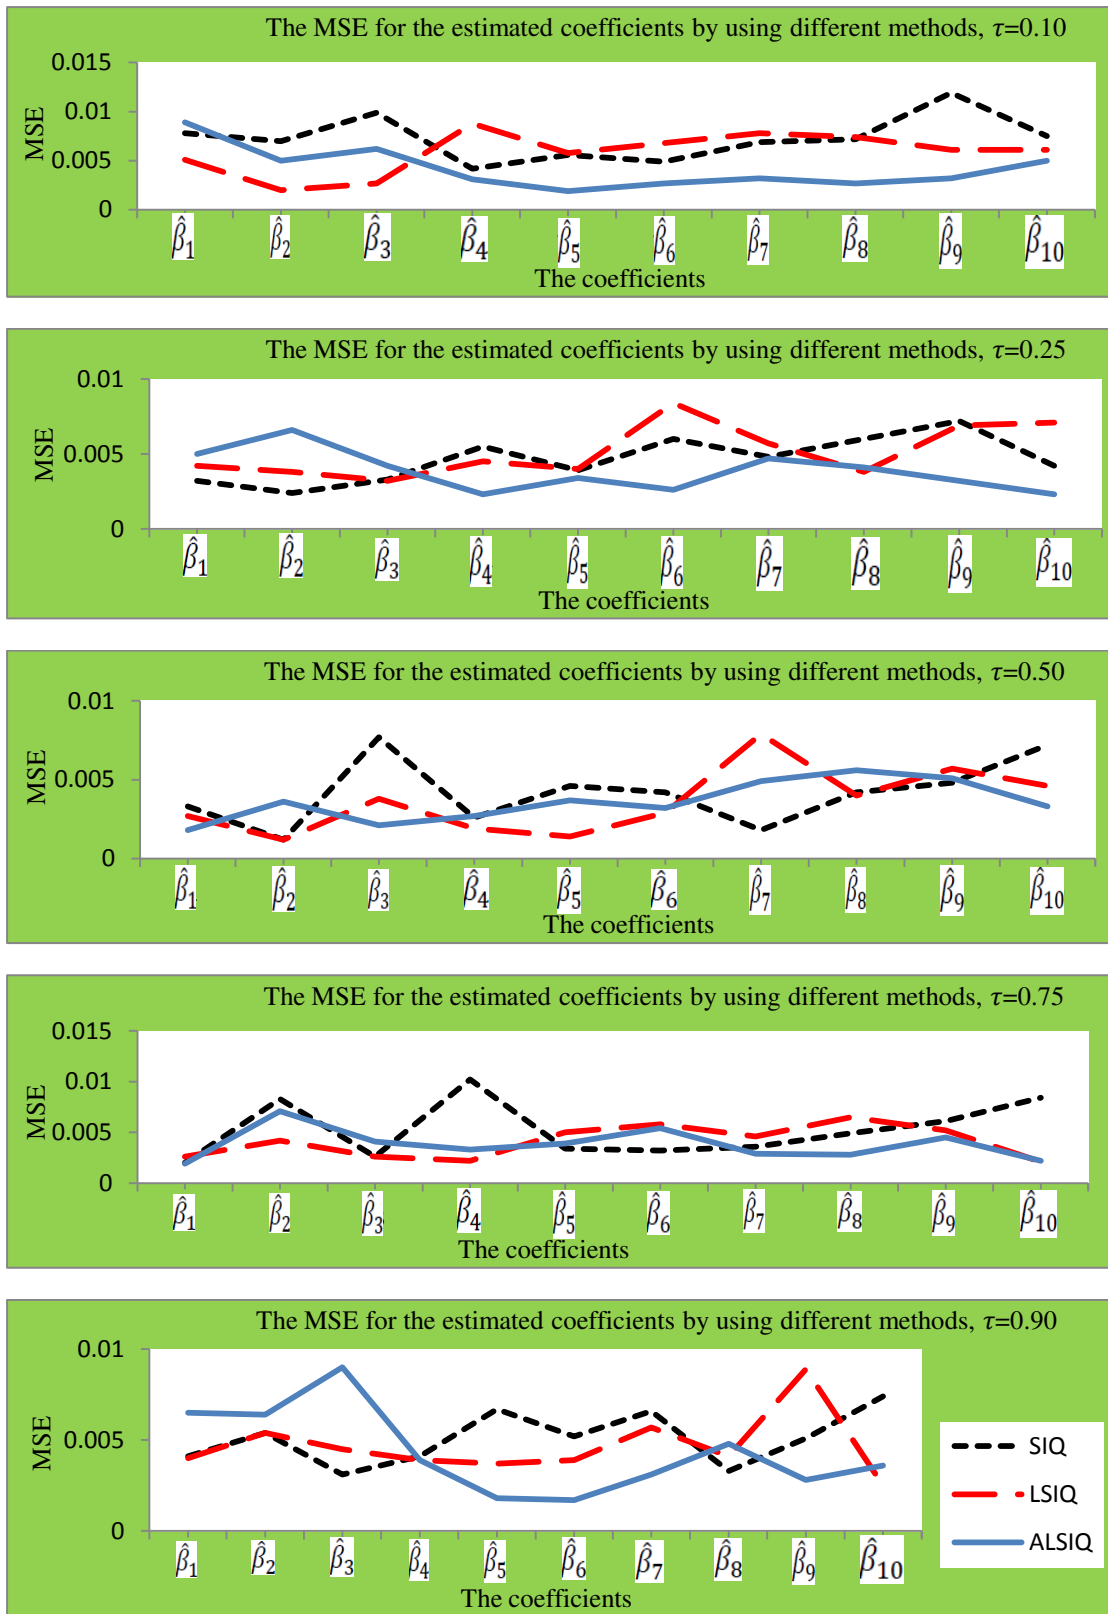 The MSE for the estimated coefficients by using different methods, τ=0.10
0.015
0.01
0.005
0
MSE
β̂₁ β̂₂ β̂₃ β̂₄ β̂₅ β̂₆ β̂₇ β̂₈ β̂₉ β̂₁₀
The coefficients
The MSE for the estimated coefficients by using different methods, τ=0.25
0.01
0.005
0
MSE
β̂₁ β̂₂ β̂₃ β̂₄ β̂₅ β̂₆ β̂₇ β̂₈ β̂₉ β̂₁₀
The coefficients
The MSE for the estimated coefficients by using different methods, τ=0.50
0.01
0.005
0
MSE
β̂₁ β̂₂ β̂₃ β̂₄ β̂₅ β̂₆ β̂₇ β̂₈ β̂₉ β̂₁₀
The coefficients
The MSE for the estimated coefficients by using different methods, τ=0.75
0.015
0.01
0.005
0
MSE
β̂₁ β̂₂ β̂₃ β̂₄ β̂₅ β̂₆ β̂₇ β̂₈ β̂₉ β̂₁₀
The coefficients
The MSE for the estimated coefficients by using different methods, τ=0.90
0.01
0.005
0
MSE
β̂₁ β̂₂ β̂₃ β̂₄ β̂₅ β̂₆ β̂₇ β̂₈ β̂₉ β̂₁₀
The coefficients
SIQ
LSIQ
ALSIQ